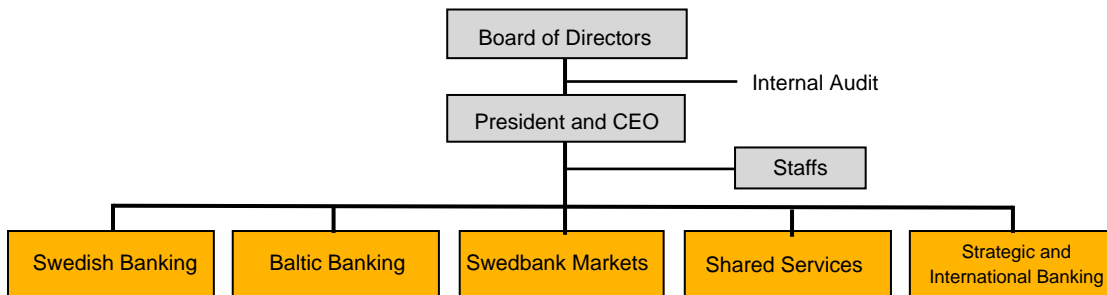 Board of Directors
Internal Audit
President and CEO
Staffs
Swedish Banking
Baltic Banking
Swedbank Markets
Shared Services
Strategic and
International Banking